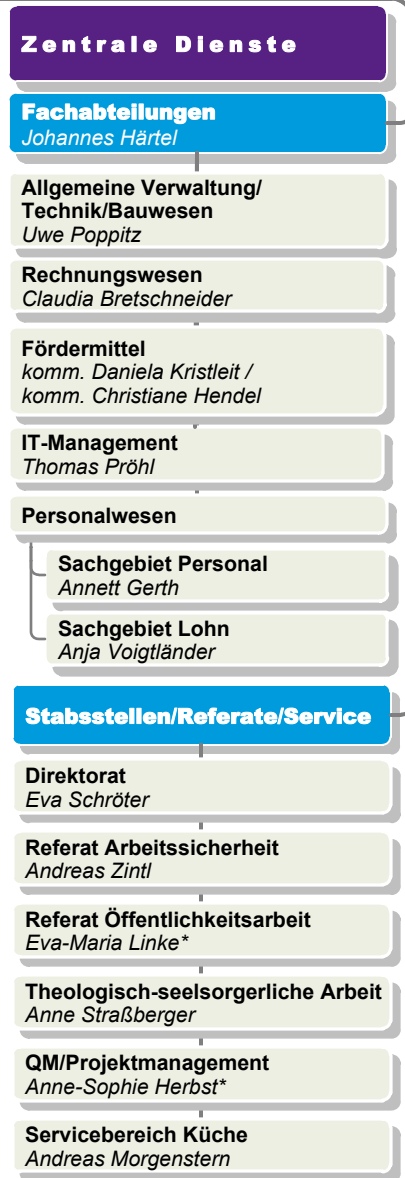 Zentrale Dienste
Fachabteilungen
Johannes Härtel
Allgemeine Verwaltung/
Technik/Bauwesen
Uwe Poppitz
Rechnungswesen
Claudia Bretschneider
Fördermittel
komm. Daniela Kristleit /
komm. Christiane Hendel
IT-Management
Thomas Pröhl
Personalwesen
Sachgebiet Personal
Annett Gerth
Sachgebiet Lohn
Anja Voigtländer
Stabsstellen/Referate/Service
Direktorat
Eva Schröter
Referat Arbeitssicherheit
Andreas Zintl
Referat Öffentlichkeitsarbeit
Eva-Maria Linke*
Theologisch-seelsorgerliche Arbeit
Anne Straßberger
QM/Projektmanagement
Anne-Sophie Herbst*
Servicebereich Küche
Andreas Morgenstern